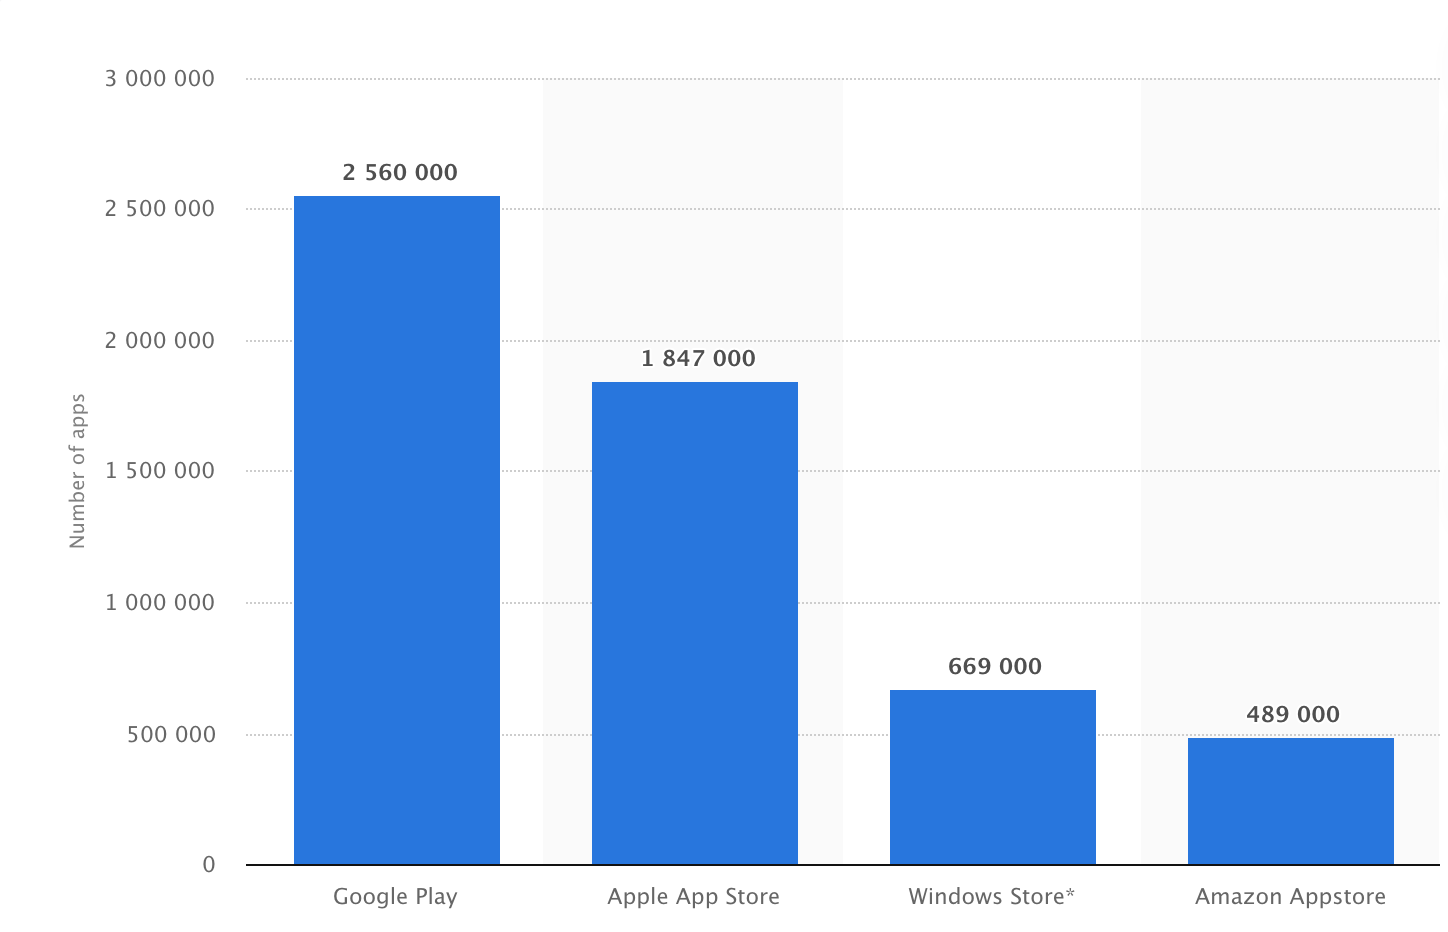 3 000 000
2 500 000
2 000 000
1 500 000
1 000 000
500 000
0
Number of apps
2 560 000
1 847 000
669 000
489 000
Google Play
Apple App Store
Windows Store*
Amazon Appstore